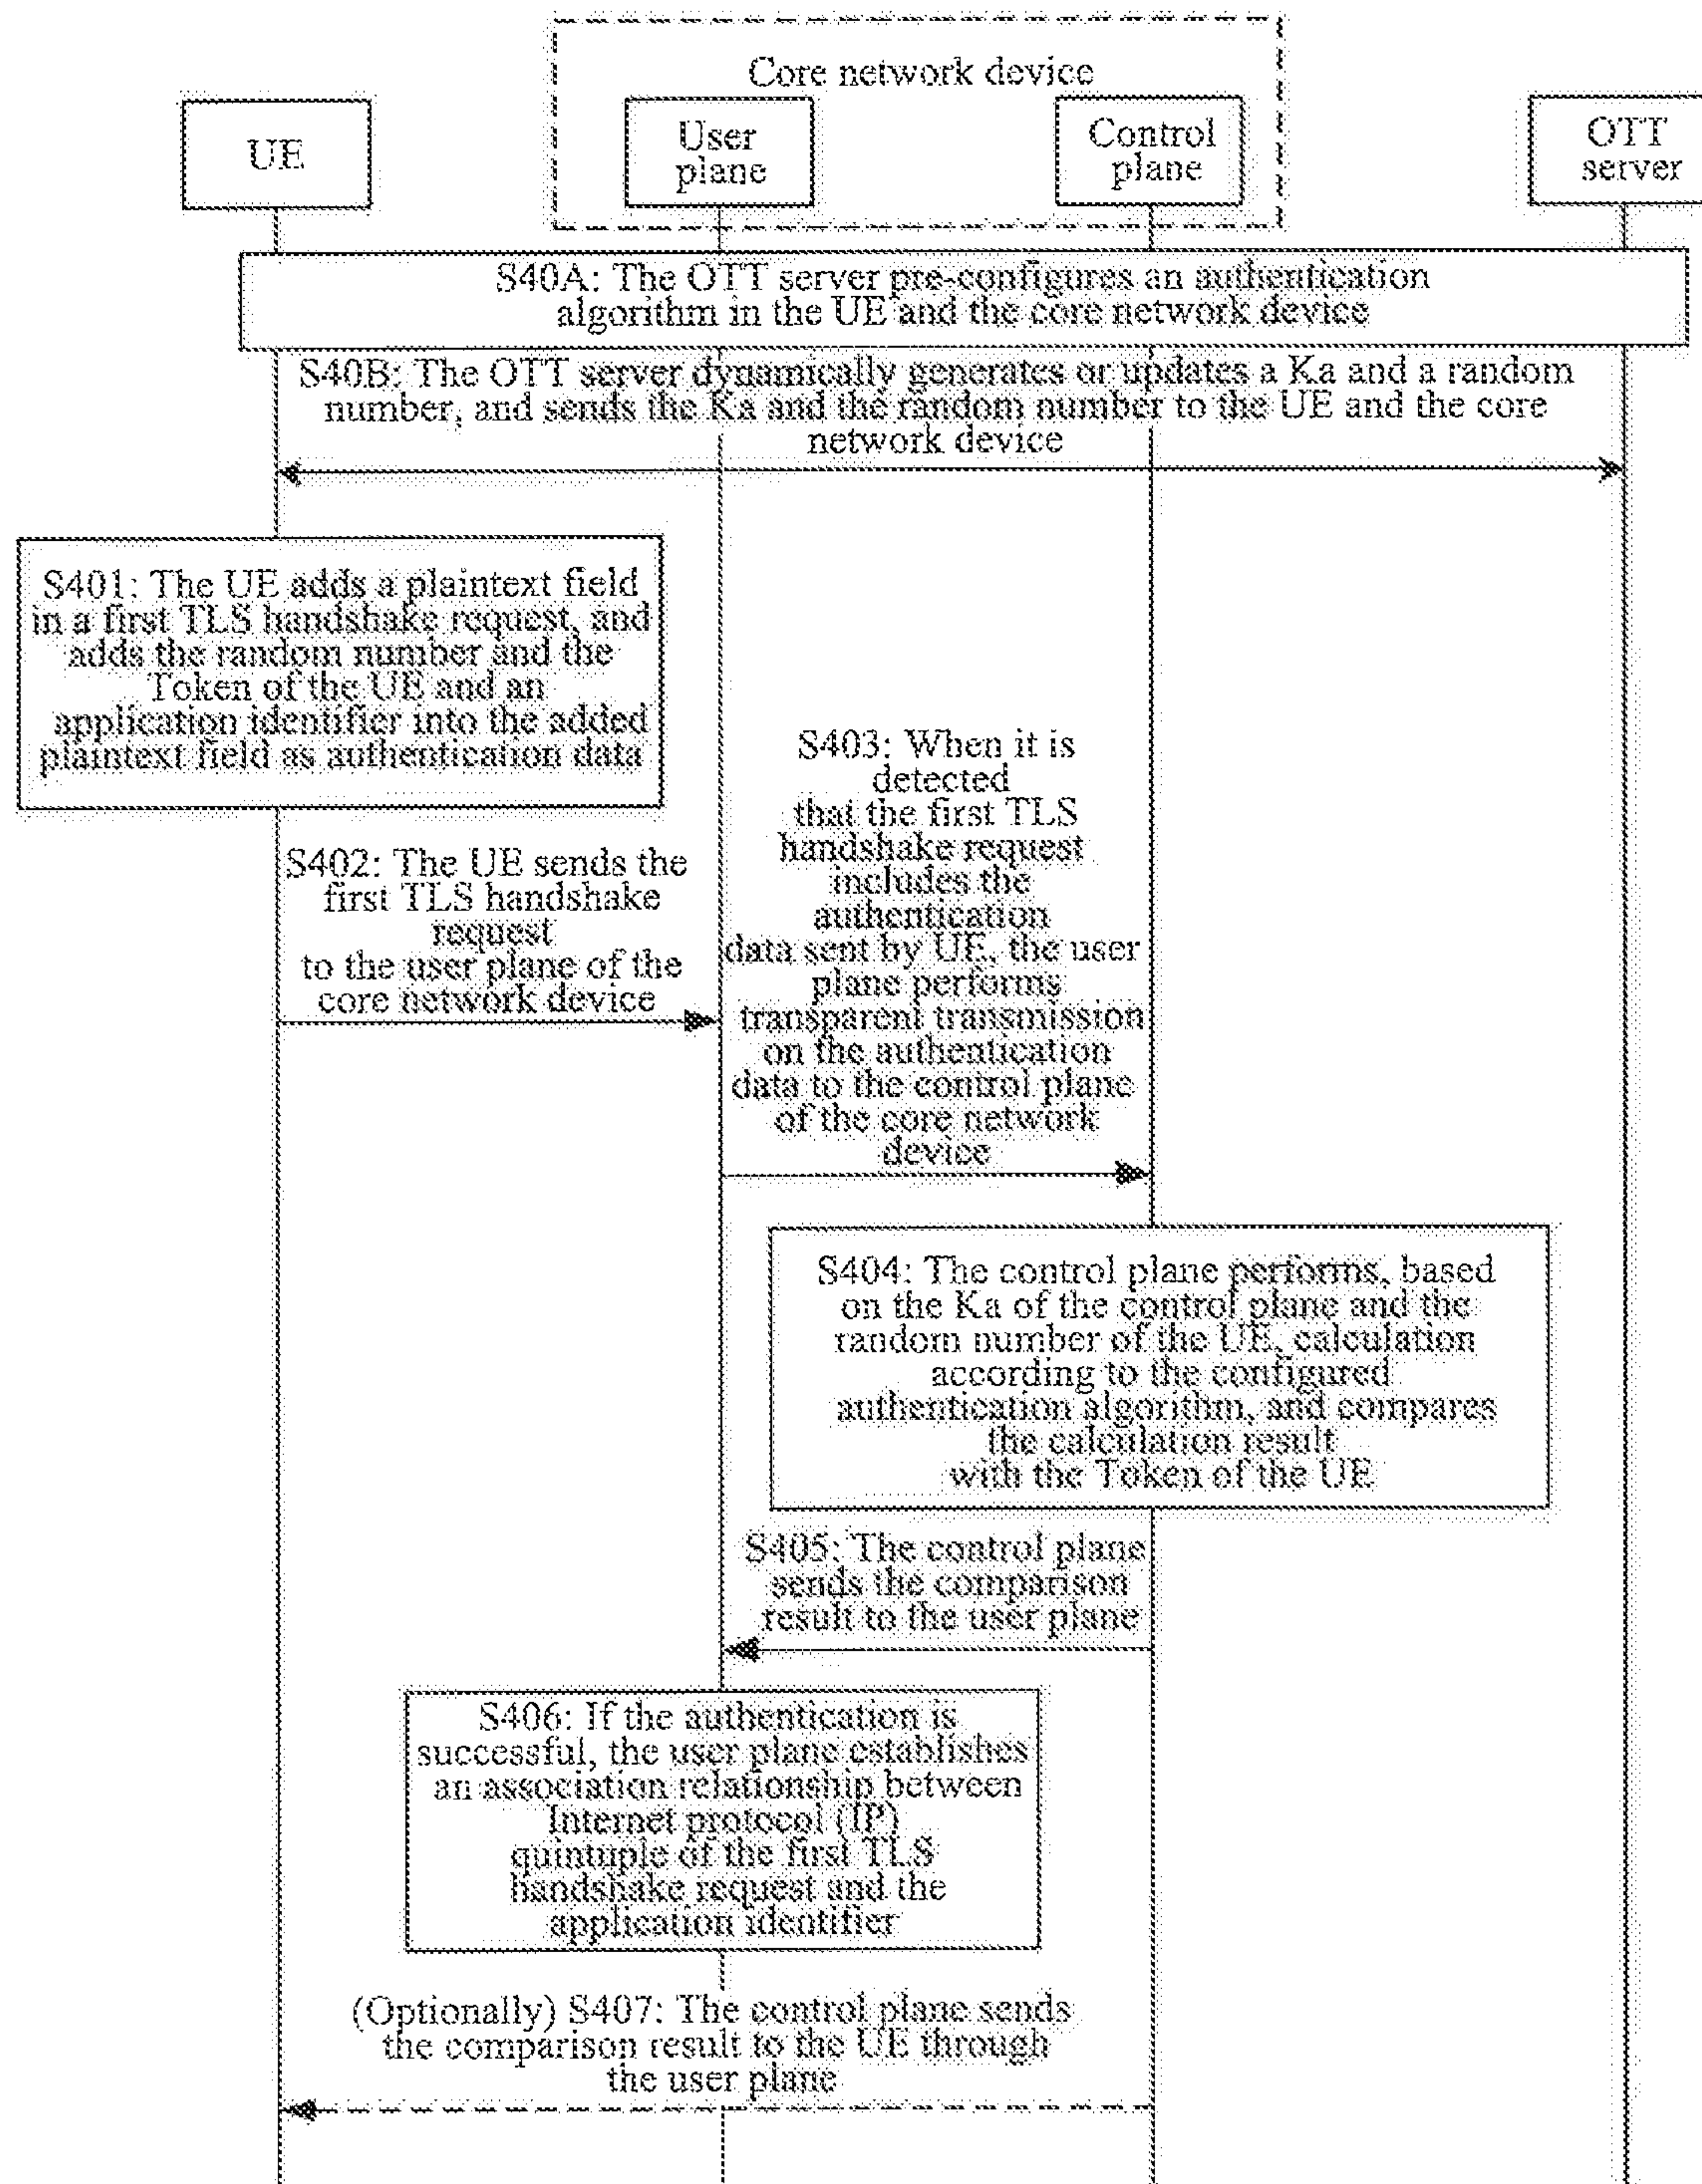 Core network device
UE
User
plane
Control
plane
OTT
server
S40A: The OTT server pre-configures an authentication
algorithm in the UE and the core network device
S40B: The OTT server dynamically generates or updates a Ka and a random
number, and sends the Ka and the random number to the UE and the core
network device
S401: The UE adds a plaintext field
in a first TLS handshake request, and
adds the random number and the
Token of the UE and an
application identifier into the added
plaintext field as authentication data
S402: The UE sends the
first TLS handshake
request
to the user plane of the
core network device
S403: When it is
detected
that the first TLS
handshake request
includes the
authentication
data sent by UE, the user
plane performs
transparent transmission
on the authentication
data to the control plane
of the core network
device
S404: The control plane performs, based
on the Ka of the control plane and the
random number of the UE, calculation
according to the configured
authentication algorithm, and compares
the calculation result
with the Token of the UE
S405: The control plane
sends the comparison
result to the user plane
S406: If the authentication is
successful, the user plane establishes
an association relationship between
Internet protocol (IP)
quintuple of the first TLS
handshake request and the
application identifier
(Optionally) S407: The control plane sends
the comparison result to the UE through
the user plane